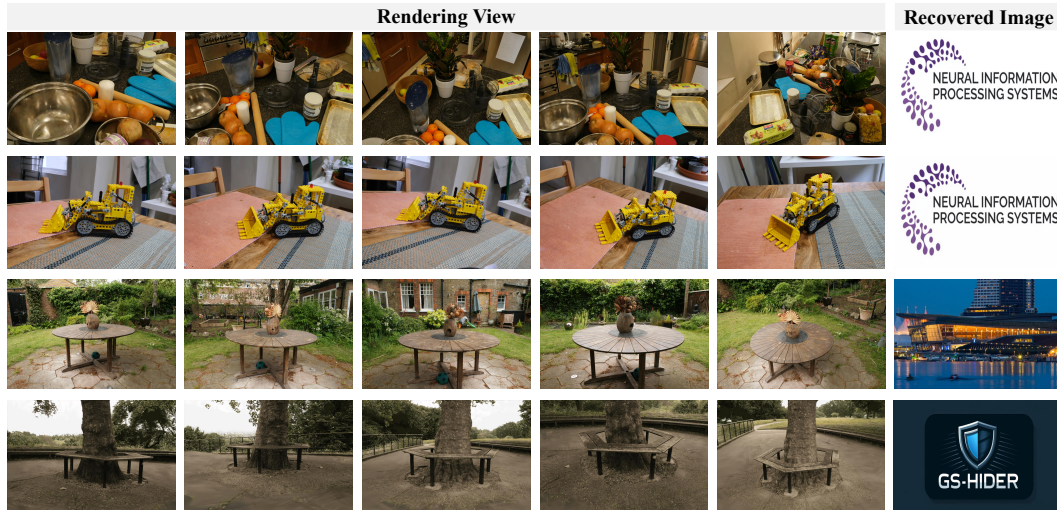 Rendering View
Recovered Image
NEURAL INFORMATION
PROCESSING SYSTEMS
NEURAL INFORMATION
PROCESSING SYSTEMS
GS-HIDER